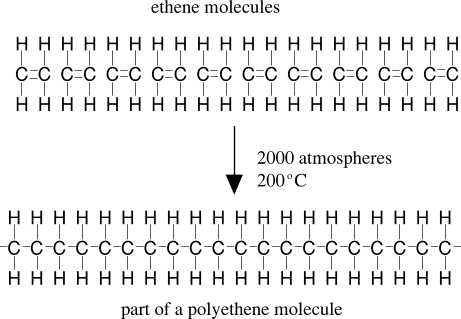 ethene molecules
H H H H H H H H H H H H H H H H H H H H
C=C C=C C=C C=C C=C C=C C=C C=C C=C C=C
H H H H H H H H H H H H H H H H H H H H
2000 atmospheres
200°C
H H H H H H H H H H H H H H H H H H H H
–C–C–C–C–C–C–C–C–C–C–C–C–C–C–C–C–C–C–C–C–
H H H H H H H H H H H H H H H H H H H H
part of a polyethene molecule